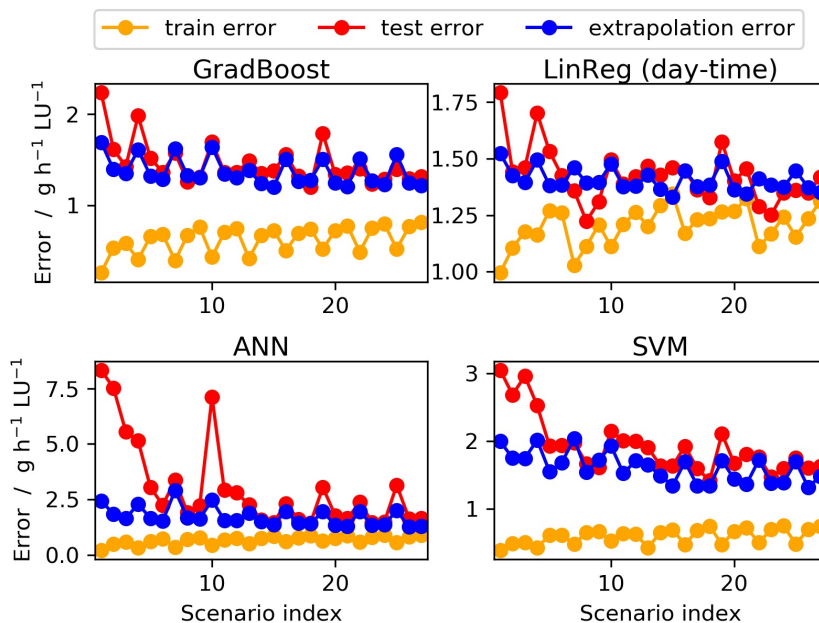 train error test error extrapolation error
GradBoost LinReg (day-time)
Error / g h⁻¹ LU⁻¹
2
1
10 20
1.75
1.50
1.25
1.00
10 20
ANN SVM
Error / g h⁻¹ LU⁻¹
7.5
5.0
2.5
0.0
10 20
Scenario index
3
2
1
10 20
Scenario index